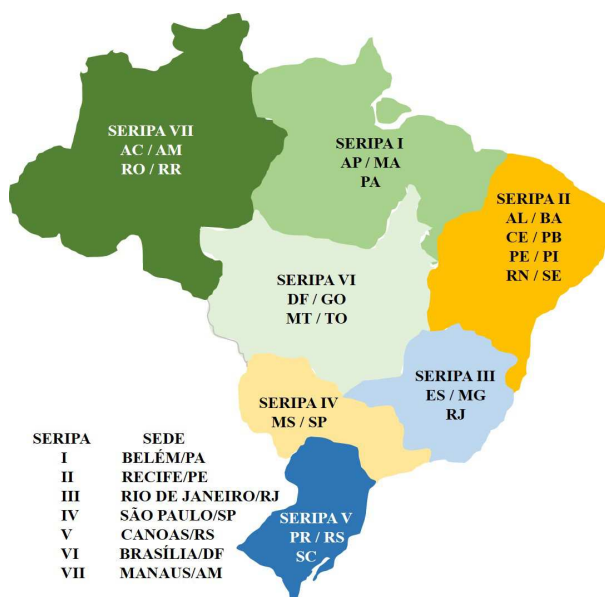 SERIPA VII
AC / AM
RO / RR
SERIPA I
AP / MA
PA
SERIPA II
AL / BA
CE / PB
PE / PI
RN / SE
SERIPA VI
DF / GO
MT / TO
SERIPA III
ES / MG
RJ
SERIPA IV
MS / SP
SERIPA V
PR / RS
SC
SERIPA SEDE
I BELÉM/PA
II RECIFE/PE
III RIO DE JANEIRO/RJ
IV SÃO PAULO/SP
V CANOAS/RS
VI BRASÍLIA/DF
VII MANAUS/AM